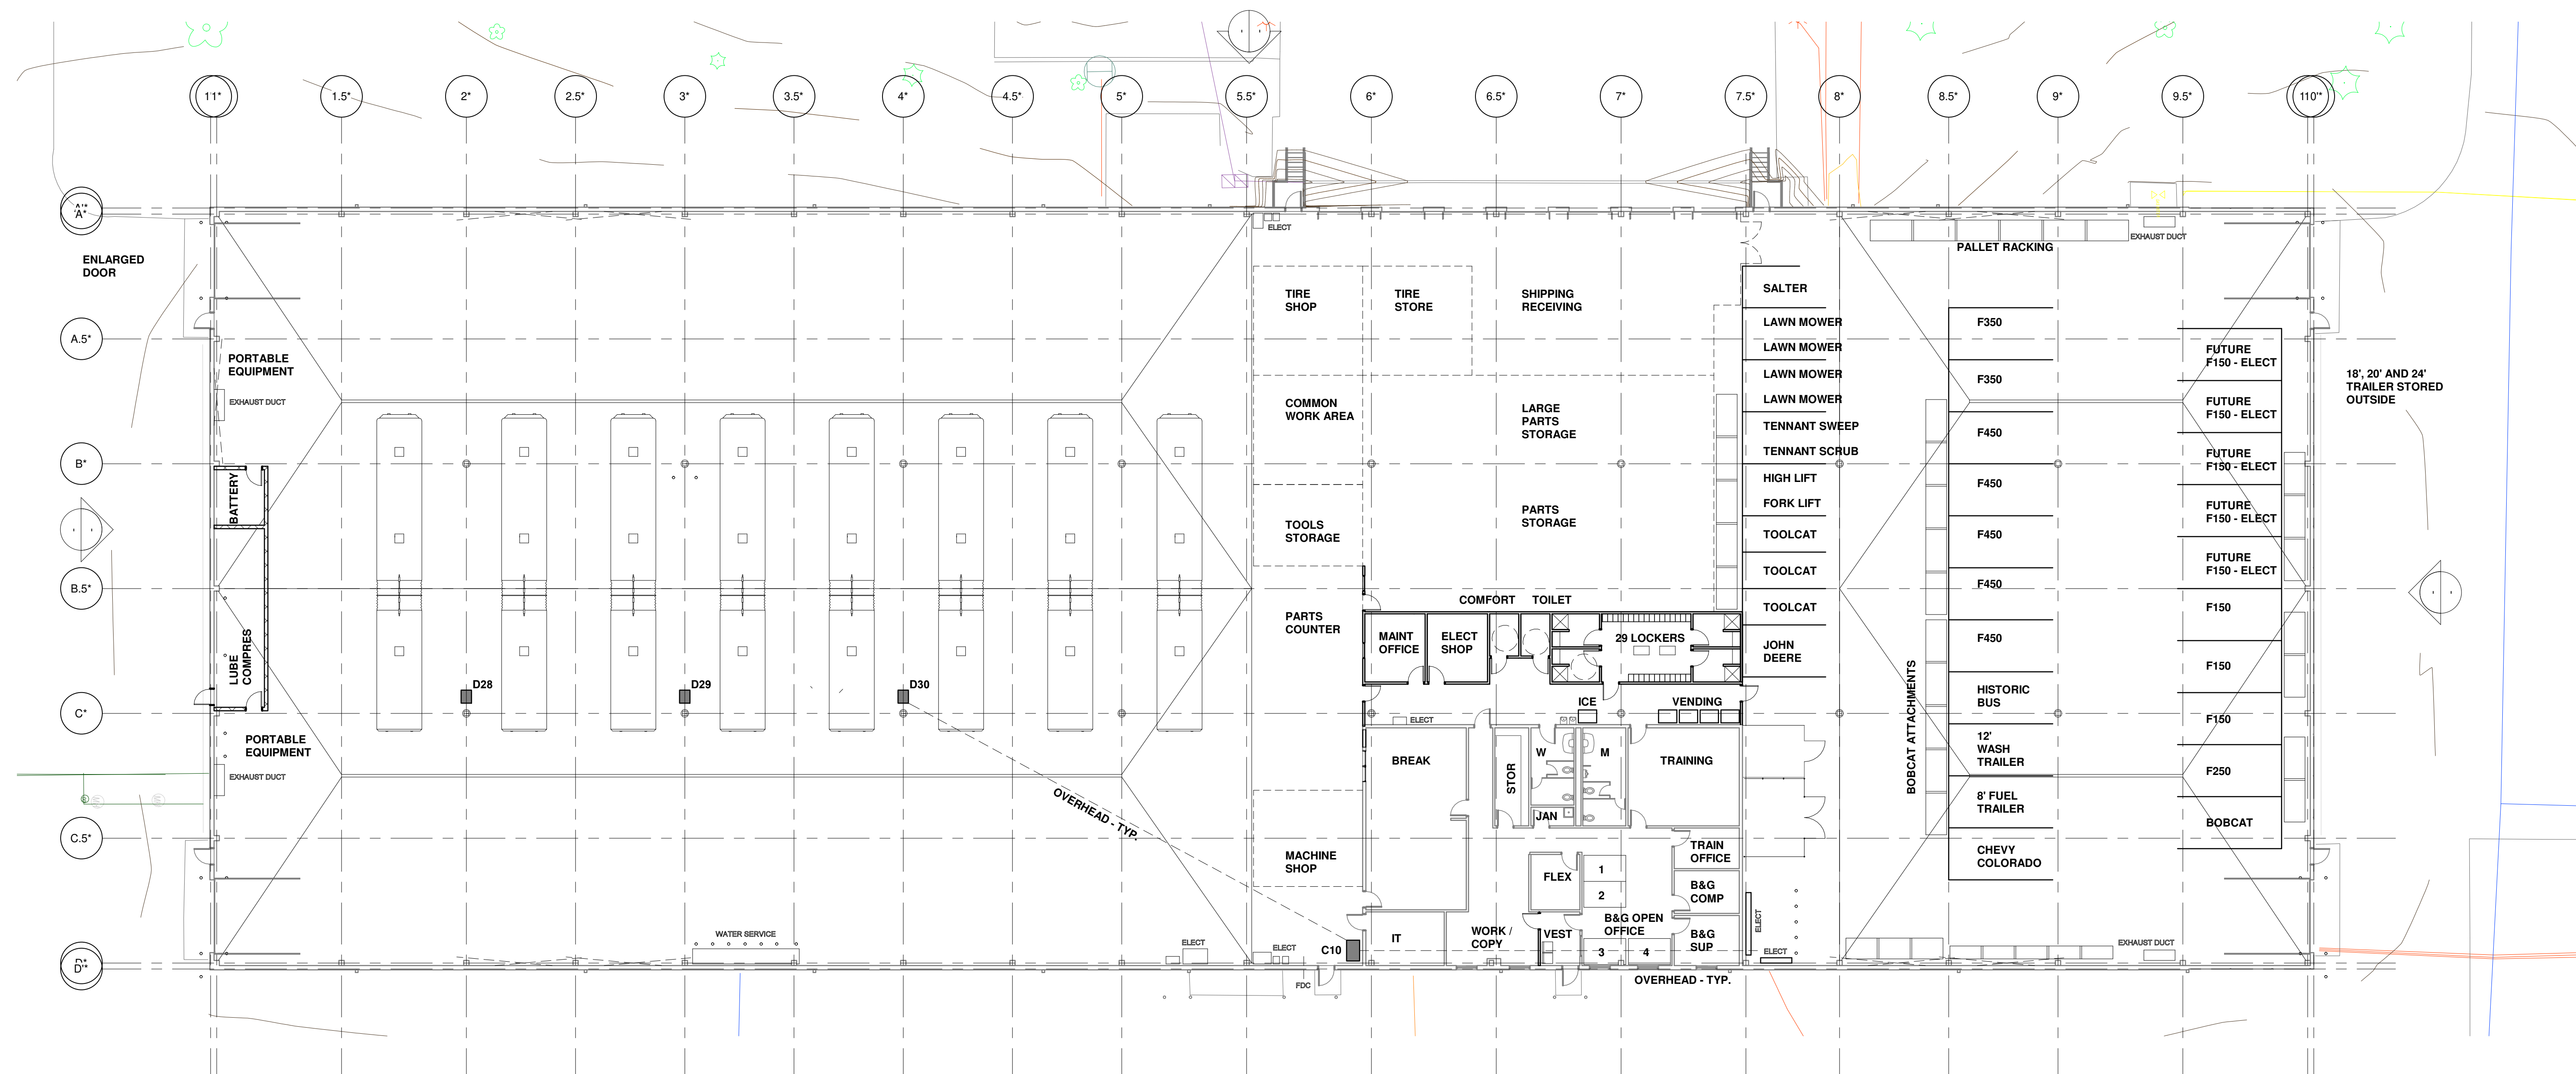 1'1*
1.5*
2*
2.5*
3*
3.5*
4*
4.5*
5*
5.5*
6*
6.5*
7*
7.5*
8*
8.5*
9*
9.5*
110'*
A'*
A*
ENLARGED
DOOR
ELECT
PALLET RACKING
EXHAUST DUCT
TIRE
SHOP
TIRE
STORE
SHIPPING
RECEIVING
SALTER
A.5*
LAWN MOWER
LAWN MOWER
LAWN MOWER
LAWN MOWER
F350
F350
FUTURE
F150 - ELECT
FUTURE
F150 - ELECT
18', 20' AND 24'
TRAILER STORED
OUTSIDE
PORTABLE
EQUIPMENT
EXHAUST DUCT
COMMON
WORK AREA
LARGE
PARTS
STORAGE
TENNANT SWEEP
TENNANT SCRUB
F450
FUTURE
F150 - ELECT
B*
BATTERY
HIGH LIFT
FORK LIFT
F450
FUTURE
F150 - ELECT
TOOLS
STORAGE
PARTS
STORAGE
TOOLCAT
F450
FUTURE
F150 - ELECT
TOOLCAT
F450
B.5*
COMFORT
TOILET
TOOLCAT
F150
PARTS
COUNTER
MAINT
OFFICE
ELECT
SHOP
29 LOCKERS
JOHN
DEERE
F450
F150
LUBE
COMPRES
D28
D29
D30
BOBCAT ATTACHMENTS
HISTORIC
BUS
ICE
VENDING
C*
ELECT
F150
PORTABLE
EQUIPMENT
EXHAUST DUCT
BREAK
STOR
W
M
TRAINING
12'
WASH
TRAILER
F250
OVERHEAD - TYP.
JAN
8' FUEL
TRAILER
BOBCAT
C.5*
MACHINE
SHOP
TRAIN
OFFICE
CHEVY
COLORADO
FLEX
1
2
B&G
COMP
B&G OPEN
OFFICE
ELECT
WATER SERVICE
ELECT
ELECT
C10
IT
WORK /
COPY
VEST
3
4
B&G
SUP
ELECT
EXHAUST DUCT
D'*
FDC
OVERHEAD - TYP.